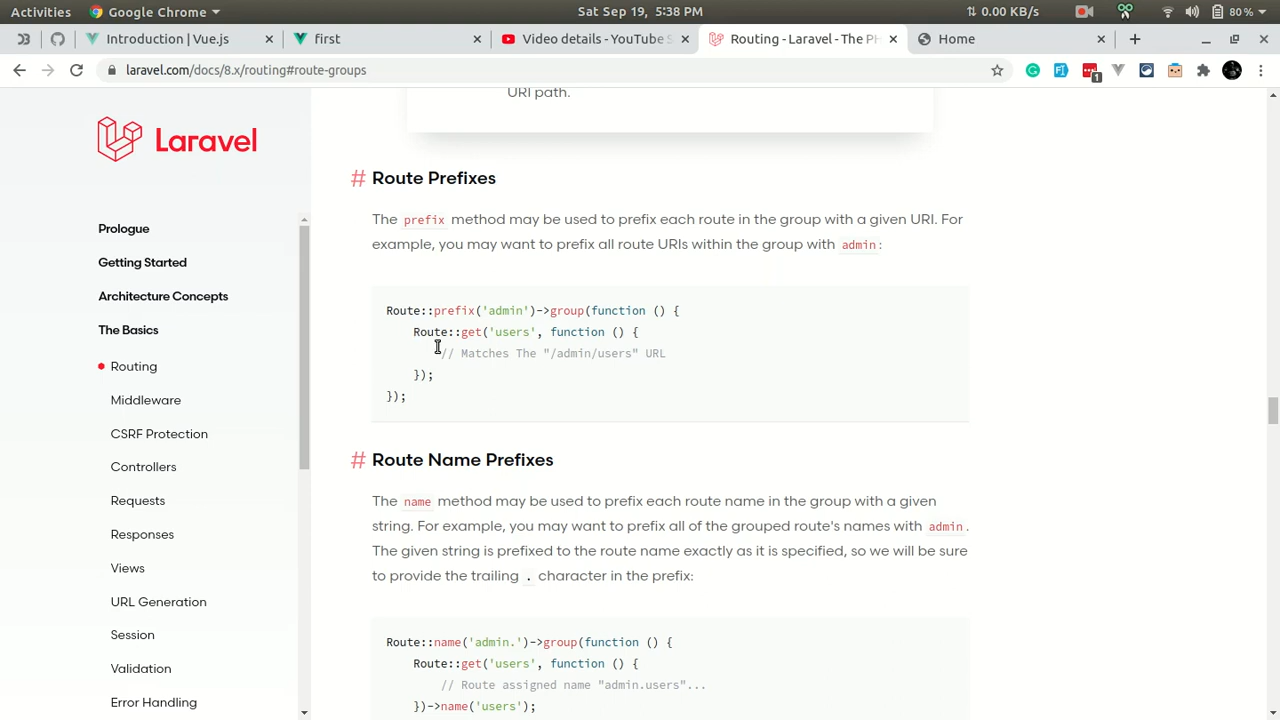 Activities Google Chrome Sat Sep 19, 5:38 PM 0.00 KB/s 80 %
Introduction | Vue.js first Video details - YouTube S Routing - Laravel - The PH Home
laravel.com/docs/8.x/routing#route-groups
1
URI path.
Laravel
# Route Prefixes
The prefix method may be used to prefix each route in the group with a given URI. For
example, you may want to prefix all route URIs within the group with admin:
Route::prefix('admin')->group(function () {
Route::get('users', function () {
// Matches The "/admin/users" URL
});
});
# Route Name Prefixes
The name method may be used to prefix each route name in the group with a given
string. For example, you may want to prefix all of the grouped route's names with admin.
The given string is prefixed to the route name exactly as it is specified, so we will be sure
to provide the trailing . character in the prefix:
Route::name('admin.')->group(function () {
Route::get('users', function () {
// Route assigned name "admin.users"...
})->name('users');
Prologue
Getting Started
Architecture Concepts
The Basics
Routing
Middleware
CSRF Protection
Controllers
Requests
Responses
Views
URL Generation
Session
Validation
Error Handling